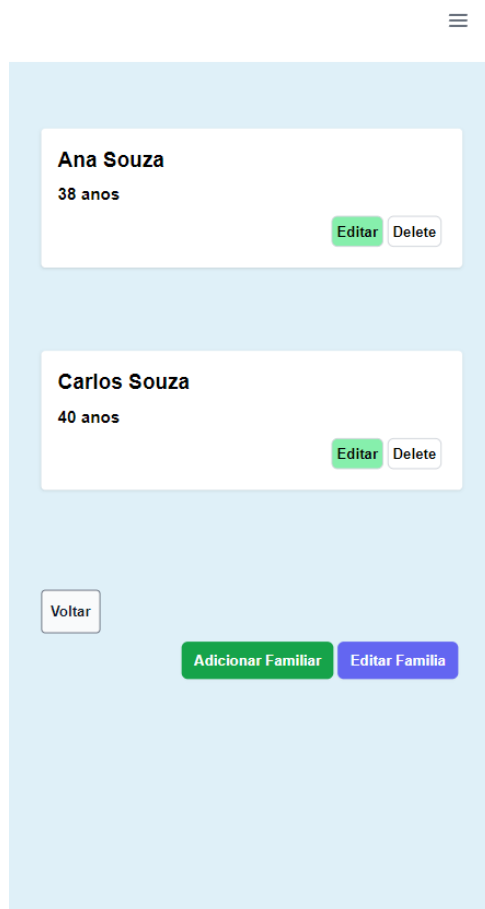 Ana Souza
38 anos
Editar Delete
Carlos Souza
40 anos
Editar Delete
Voltar
Adicionar Familiar Editar Familia